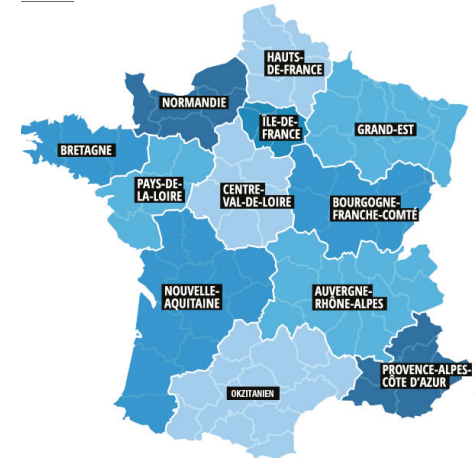 HAUTS-
DE-FRANCE
NORMANDIE
ÎLE-DE-
FRANCE
GRAND-EST
BRETAGNE
PAYS-DE-
LA-LOIRE
CENTRE-
VAL-DE-LOIRE
BOURGOGNE-
FRANCHE-COMTÉ
NOUVELLE-
AQUITAINE
AUVERGNE-
RHÔNE-ALPES
PROVENCE-ALPES-
CÔTE D'AZUR
OKZITANIEN